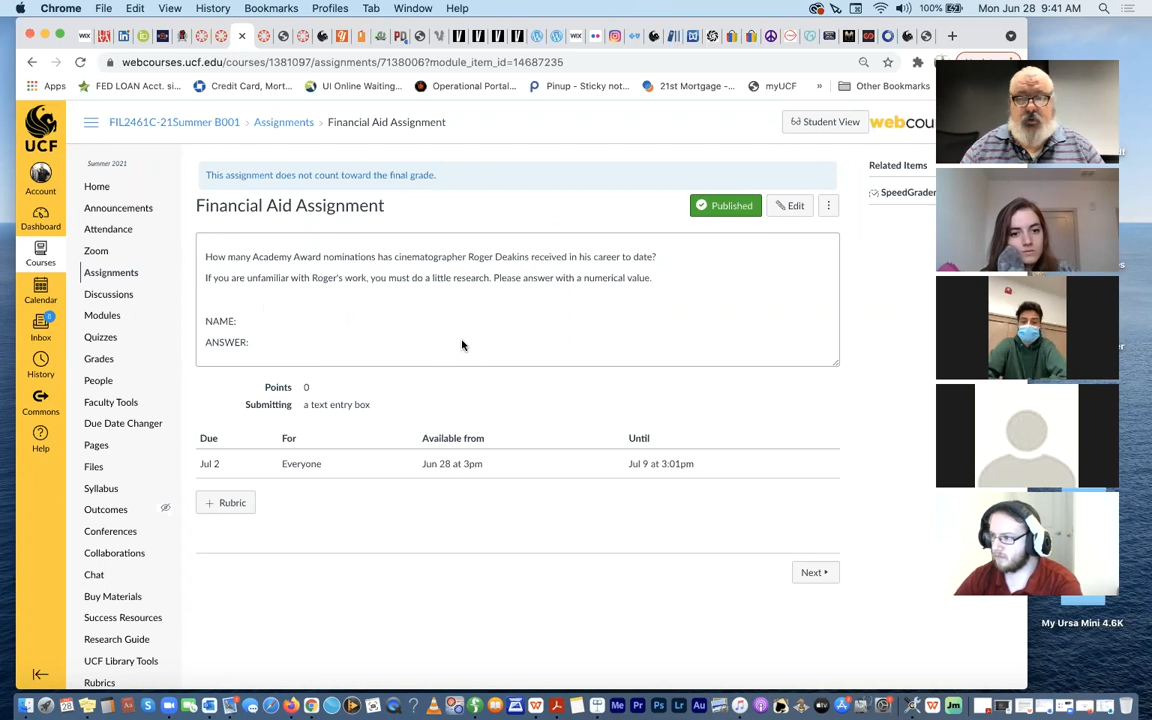 Chrome File Edit View History Bookmarks Profiles Tab Window Help 100% Mon Jun 28 9:41 AM
webcourses.ucf.edu/courses/1381097/assignments/7138006?module_item_id=14687235
Apps FED LOAN Acct. si... Credit Card, Mort... UI Online Waiting... Operational Portal... Pinup - Sticky not... 21st Mortgage -... myUCF » Other Bookmarks
UCF
Account
Dashboard
Courses
Calendar
8
Inbox
History
Commons
Help
FIL2461C-21Summer B001 > Assignments > Financial Aid Assignment
Student View
webcou
Summer 2021
Home
Announcements
Attendance
Zoom
Assignments
Discussions
Modules
Quizzes
Grades
People
Faculty Tools
Due Date Changer
Pages
Files
Syllabus
Outcomes
Conferences
Collaborations
Chat
Buy Materials
Success Resources
Research Guide
UCF Library Tools
Rubrics
This assignment does not count toward the final grade.
Financial Aid Assignment
Published
Edit
How many Academy Award nominations has cinematographer Roger Deakins received in his career to date?
If you are unfamiliar with Roger's work, you must do a little research. Please answer with a numerical value.
NAME:
ANSWER:
Points 0
Submitting a text entry box
Due For Available from Until
Jul 2 Everyone Jun 28 at 3pm Jul 9 at 3:01pm
+ Rubric
Next
Related Items
SpeedGrader
My Ursa Mini 4.6K